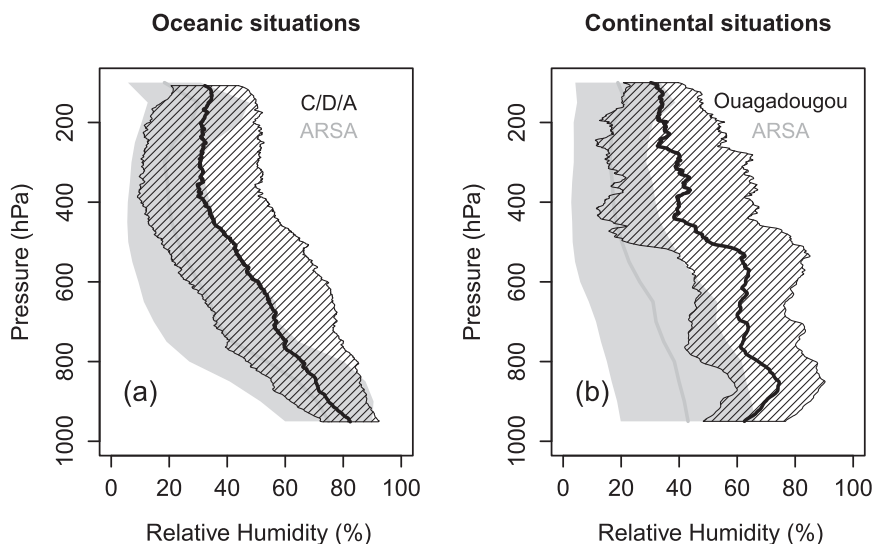 Oceanic situations
Continental situations
C/D/A
ARSA
(a)
200
400
600
800
1000
Pressure (hPa)
0 20 40 60 80 100
Relative Humidity (%)
Ouagadougou
ARSA
(b)
200
400
600
800
1000
Pressure (hPa)
0 20 40 60 80 100
Relative Humidity (%)